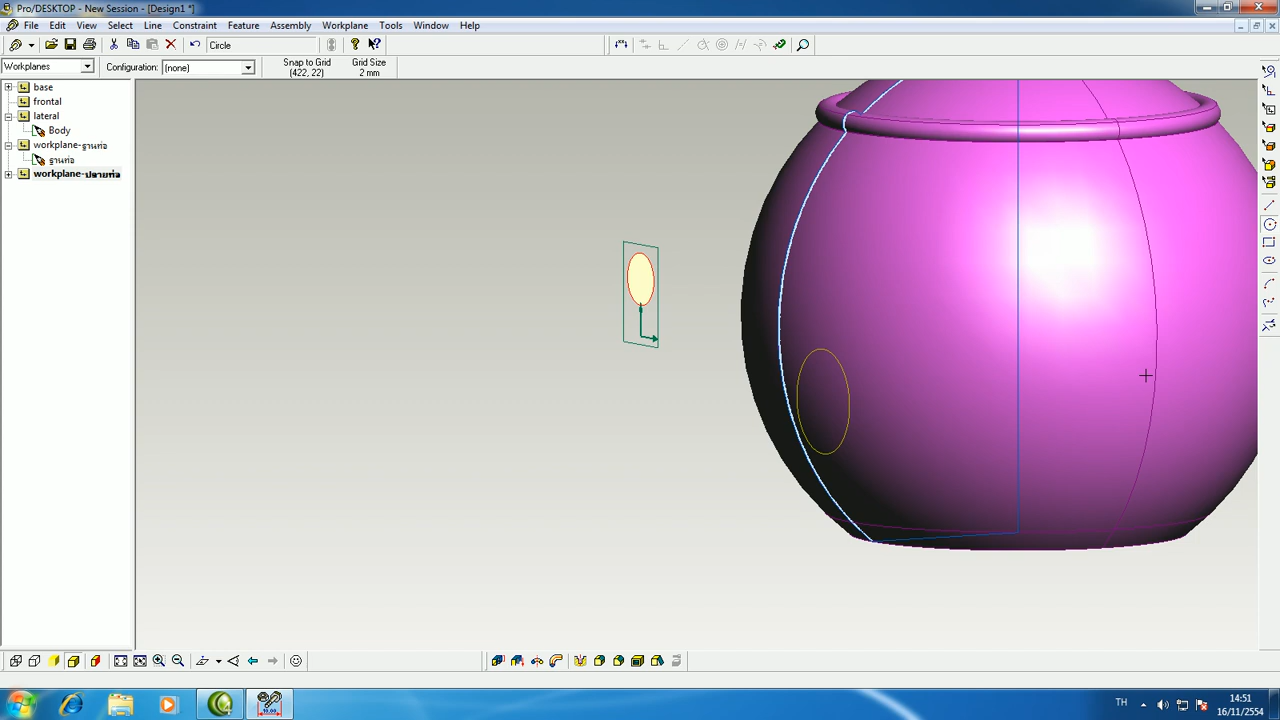 Pro/DESKTOP - New Session - [Design1 *]
File Edit View Select Line Constraint Feature Assembly Workplane Tools Window Help
Circle
Workplanes Configuration: (none) Snap to Grid Grid Size
(422, 22) 2 mm
base
frontal
lateral
Body
workplane-ฐานท่อ
ฐานท่อ
workplane-ปลายท่อ
TH 14:51
16/11/2554